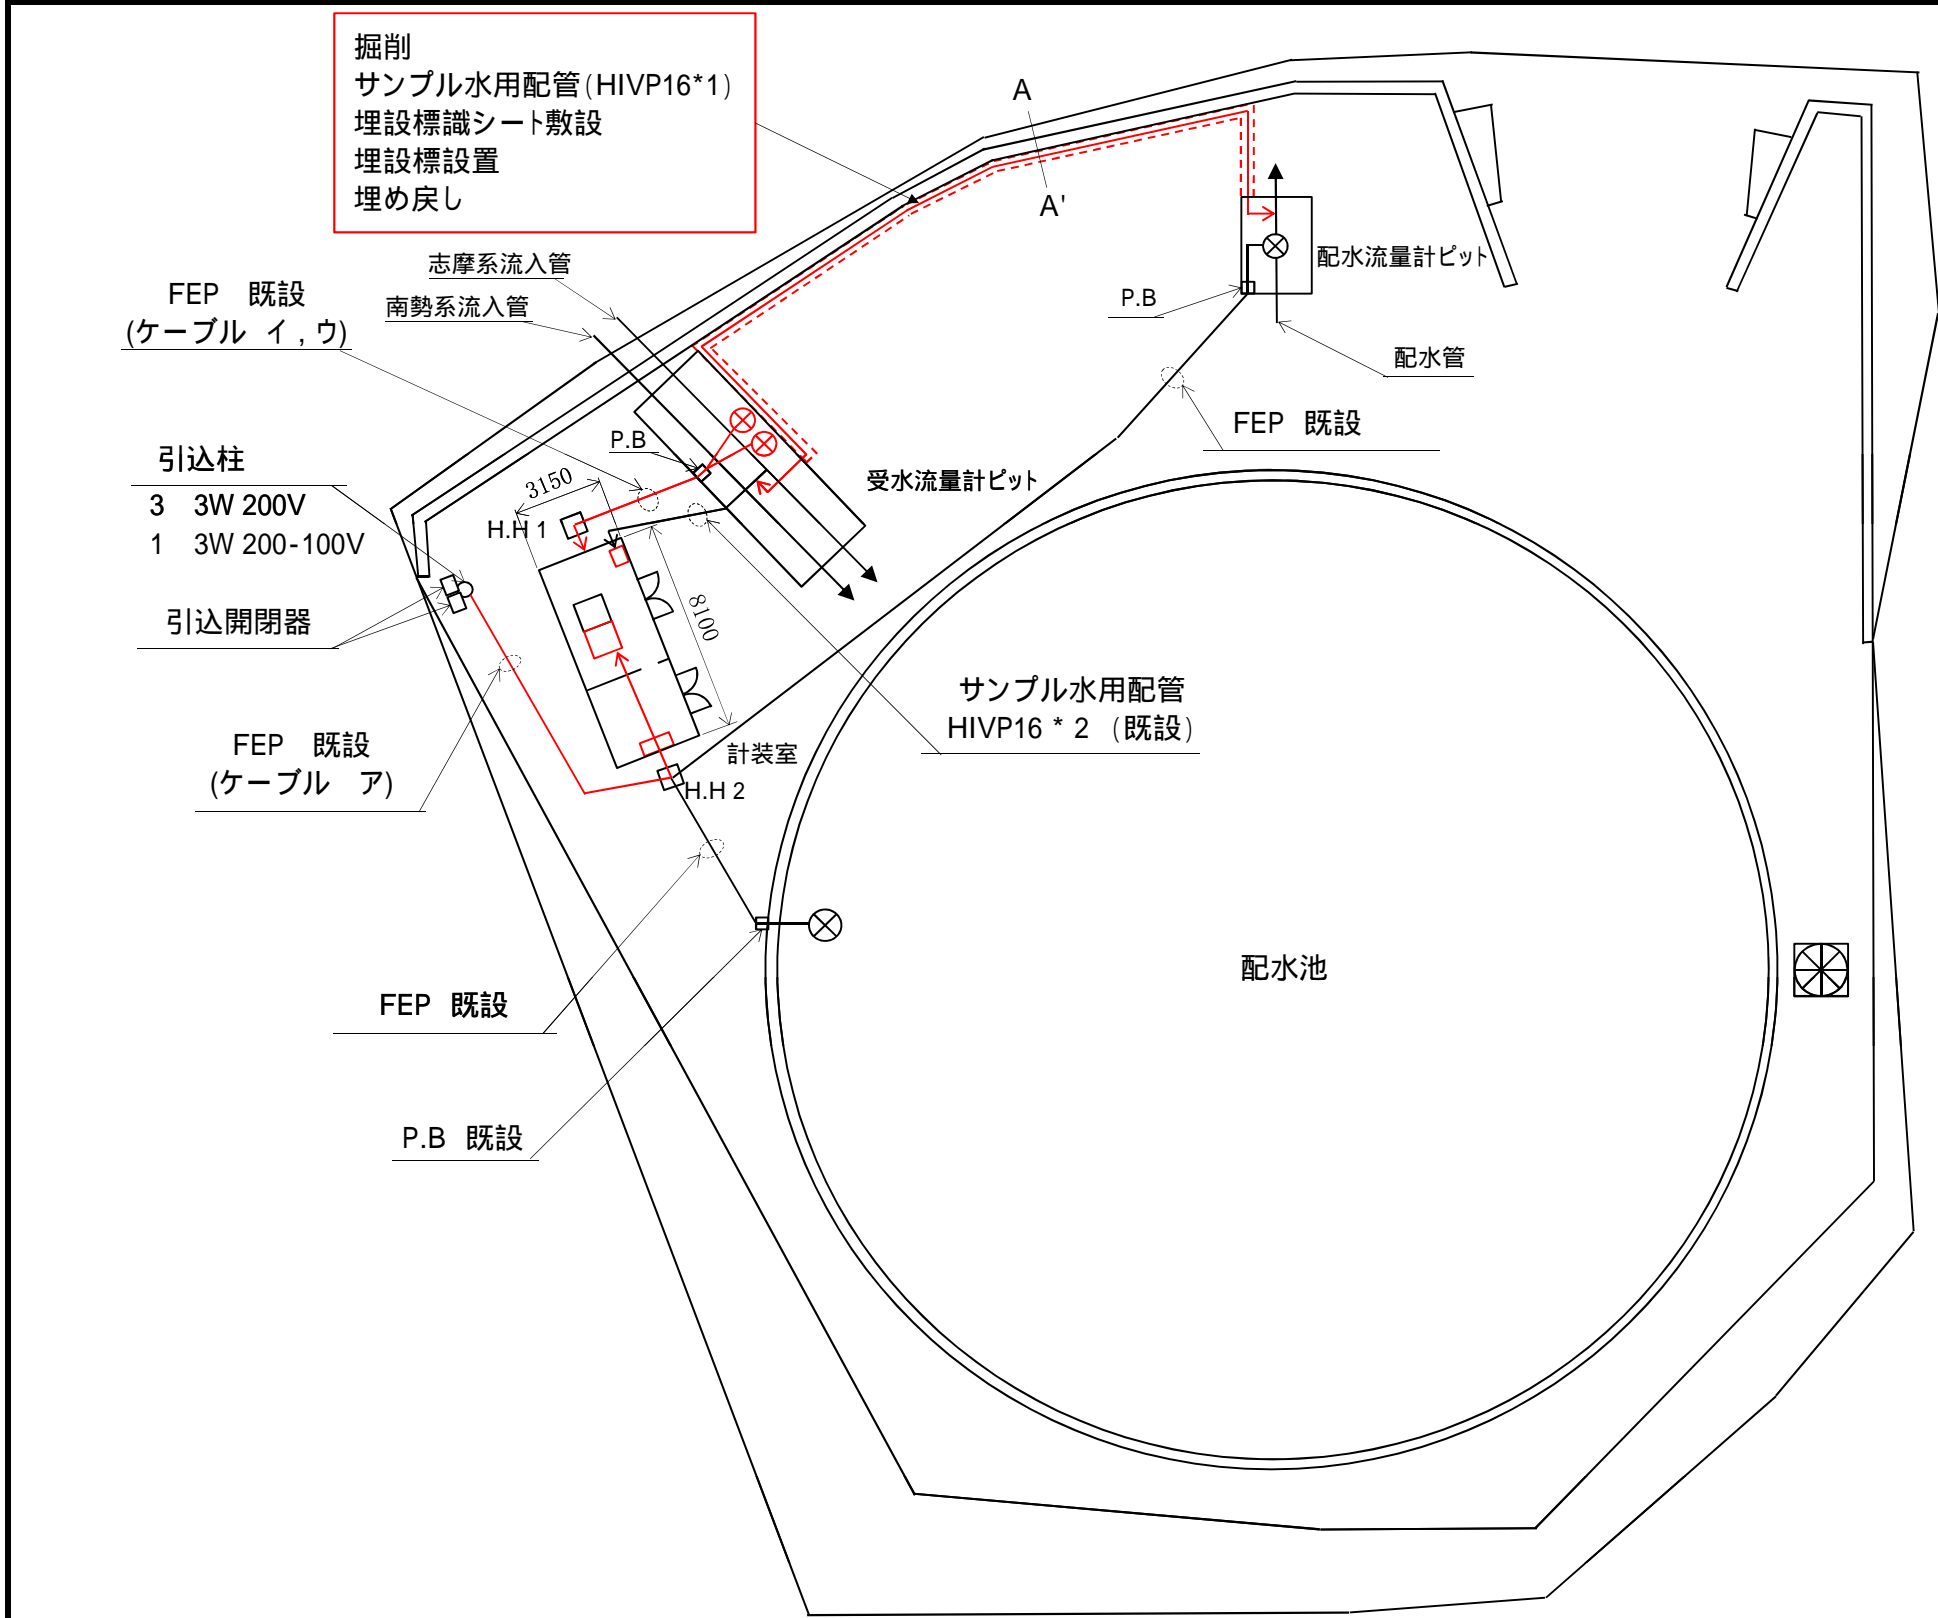 掘削
サンプル水用配管(HIVP16*1)
埋設標識シート敷設
埋設標設置
埋め戻し
A
A'
志摩系流入管
南勢系流入管
FEP 既設
(ケーブル イ,ウ)
配水流量計ピット
P.B
配水管
FEP 既設
P.B
受水流量計ピット
引込柱
3 3W 200V
1 3W 200-100V
3150
H.H 1
8100
引込開閉器
サンプル水用配管
HIVP16 * 2 (既設)
FEP 既設
(ケーブル ア)
計装室
H.H 2
配水池
FEP 既設
P.B 既設